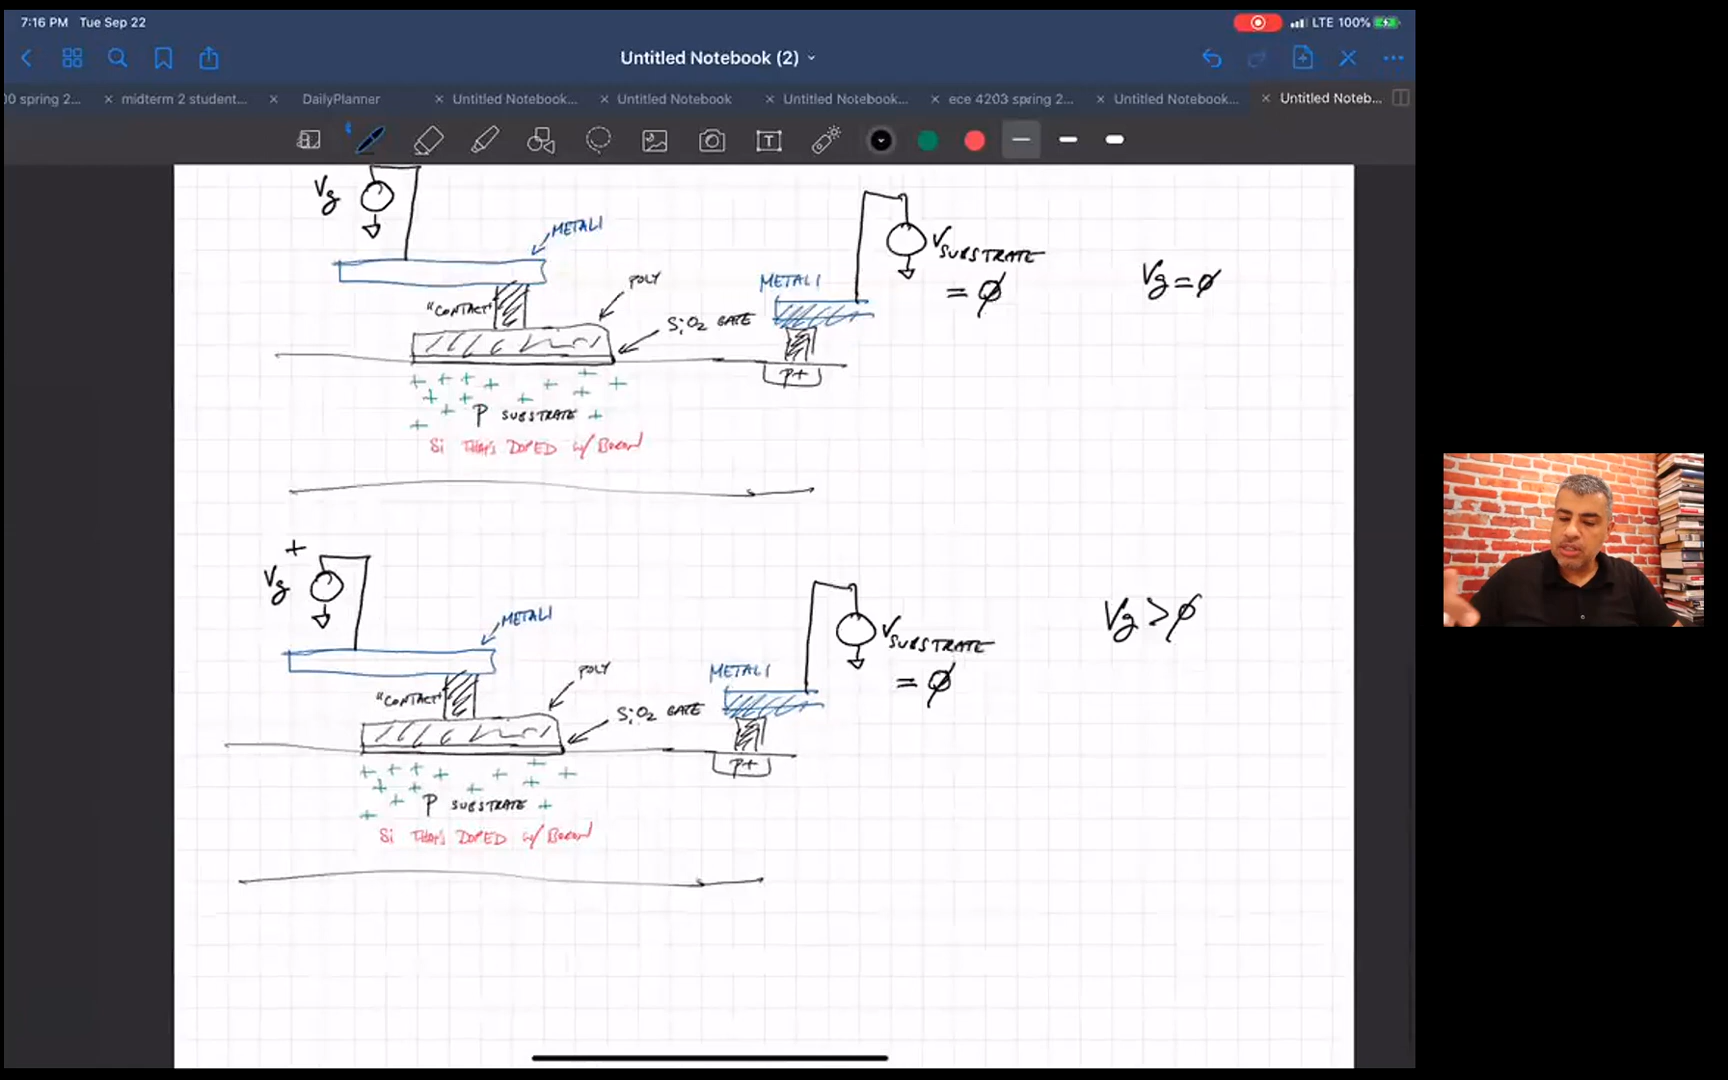 7:16 PM Tue Sep 22
LTE 100%
Untitled Notebook (2)
00 spring 2...
midterm 2 student...
DailyPlanner
Untitled Notebook...
Untitled Notebook
Untitled Notebook...
ece 4203 spring 2...
Untitled Notebook...
Untitled Noteb...
Vg
METAL1
"CONTACT"
POLY
SiO2 GATE
METAL1
VSUBSTRATE
= ∅
Vg = ∅
P+
+ + + + + + + + + + + + + +
P SUBSTRATE
Si THAT'S DOPED W/ BORON
+
Vg
METAL1
"CONTACT"
POLY
SiO2 GATE
METAL1
VSUBSTRATE
= ∅
Vg > ∅
P+
+ + + + + + + + + + + + + +
P SUBSTRATE
Si THAT'S DOPED W/ BORON